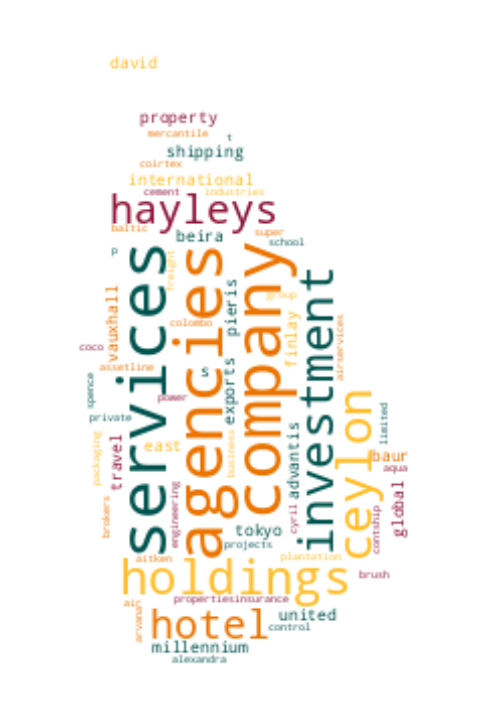 david
property
mercantile
t
shipping
coirtex
international
cement
industries
hayleys
baltic
super
beira
school
p
services
agencies
company
freight
investment
pieris
group
vauxhall
colombo
finlay
airservices
coco
assetline
s
exports
spence
power
ceylon
private
limited
packaging
travel
east
business
advantis
baur
aqua
engineering
brokers
cyril
global
tokyo
contship
projects
aitken
plantation
holdings
brush
air
propertiesinsurance
arvanah
hotel
united
control
millennium
alexandra